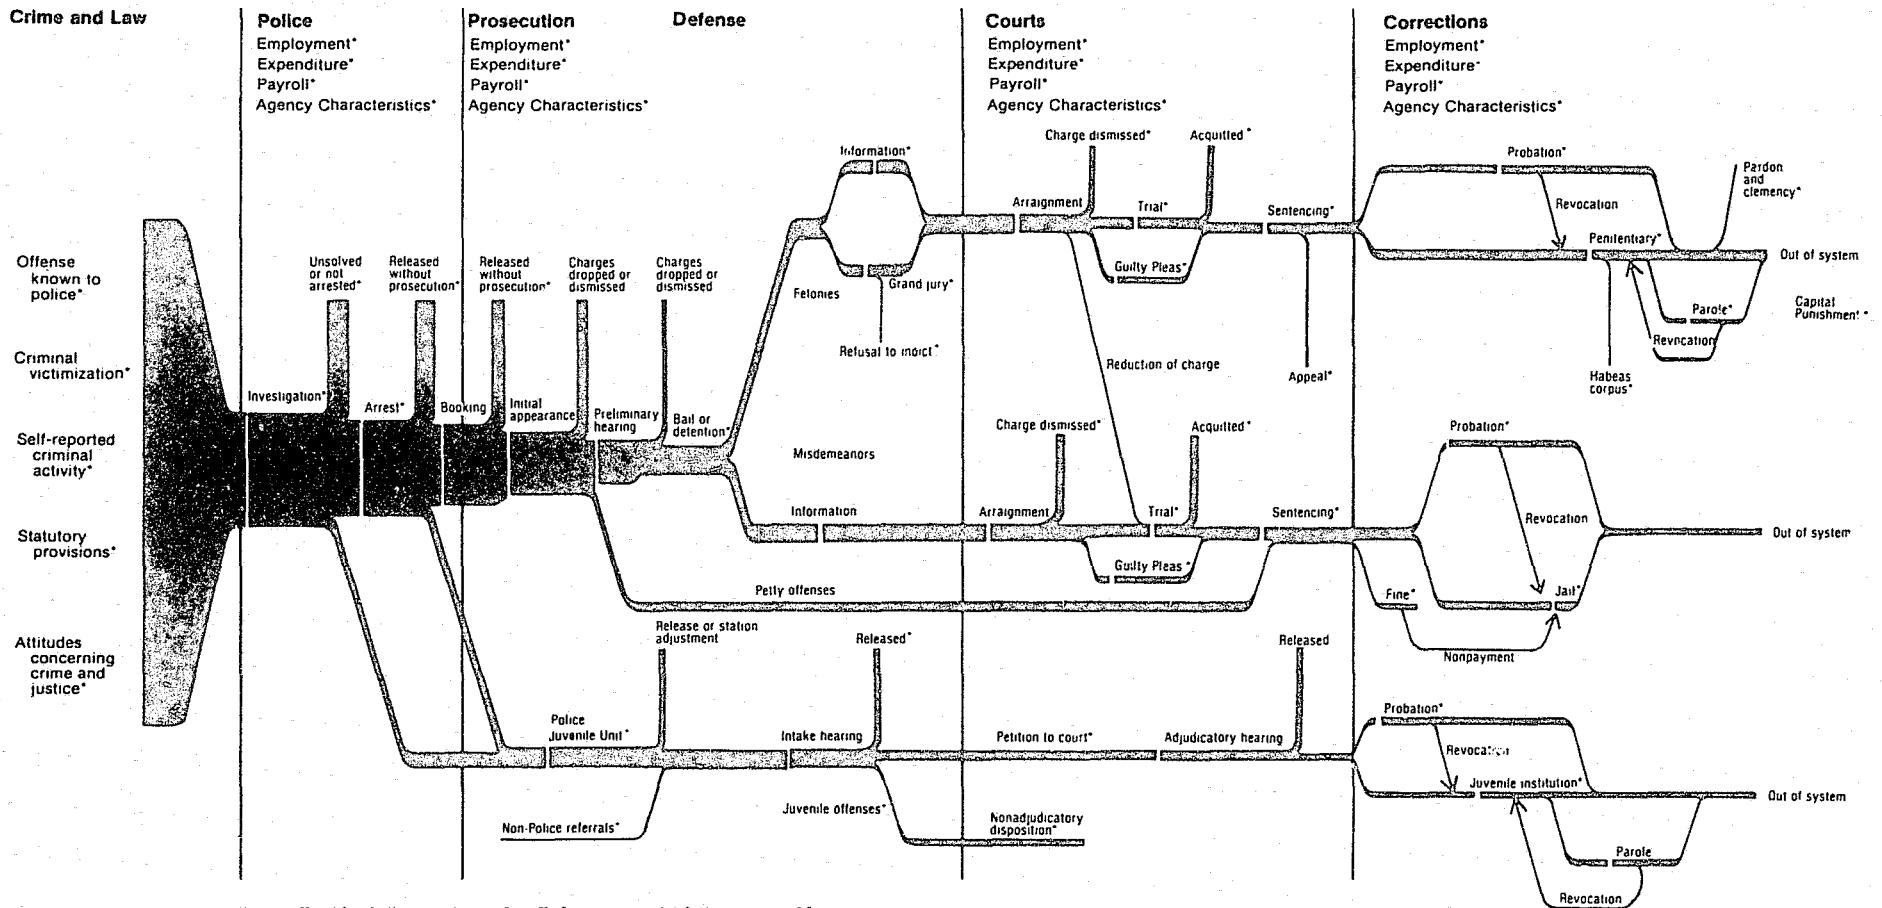 Crime and Law
Police
Employment*
Expenditure*
Payroll*
Agency Characteristics*
Prosecution
Employment*
Expenditure*
Payroll*
Agency Characteristics*
Defense
Courts
Employment*
Expenditure*
Payroll*
Agency Characteristics*
Corrections
Employment*
Expenditure*
Payroll*
Agency Characteristics*
Offense
known to
police*
Criminal
victimization*
Self-reported
criminal
activity*
Statutory
provisions*
Attitudes
concerning
crime and
justice*
Investigation*
Unsolved
or not
arrested*
Arrest*
Released
without
prosecution*
Booking
Released
without
prosecution*
Initial
appearance
Charges
dropped or
dismissed
Preliminary
hearing
Charges
dropped or
dismissed
Bail or
detention*
Felonies
Information*
Grand jury*
Refusal to indict*
Arraignment
Charge dismissed*
Trial*
Acquitted*
Guilty Pleas*
Sentencing*
Appeal*
Reduction of charge
Probation*
Revocation
Penitentiary*
Pardon
and
clemency*
Out of system
Capital
Punishment*
Parole*
Revocation
Habeas
corpus*
Misdemeanors
Information
Arraignment
Charge dismissed*
Trial*
Acquitted*
Guilty Pleas*
Sentencing*
Probation*
Revocation
Fine*
Jail*
Nonpayment
Out of system
Petty offenses
Police
Juvenile Unit*
Release or station
adjustment
Non-Police referrals*
Intake hearing
Released*
Juvenile offenses*
Nonadjudicatory
disposition*
Petition to court*
Adjudicatory hearing
Released
Probation*
Revocation
Juvenile institution*
Out of system
Parole
Revocation